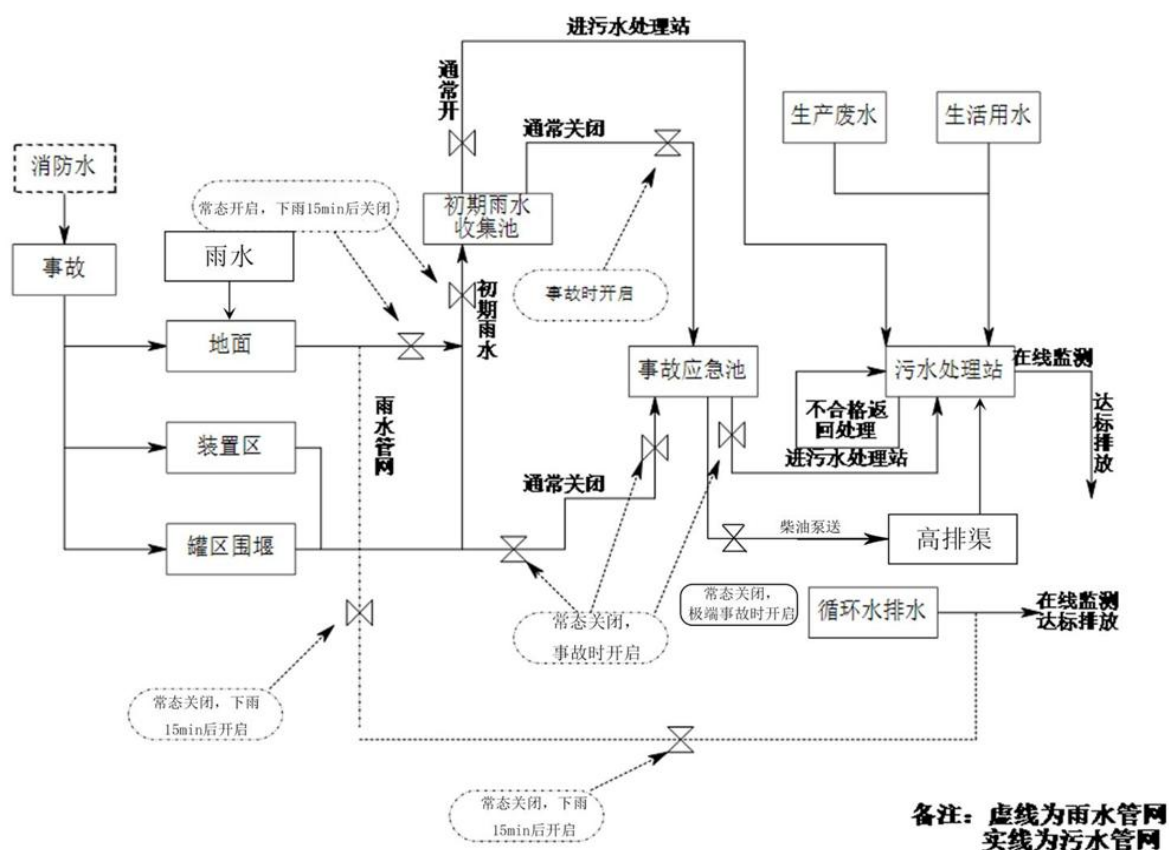 进污水处理站
通常开
通常关闭
生产废水
生活用水
消防水
常态开启，下雨15min后关闭
初期雨水
收集池
事故
雨水
事故时开启
初期雨水
地面
事故应急池
污水处理站
在线监测
达标排放
不合格返
回处理
雨水管网
装置区
进污水处理站
通常关闭
罐区围堰
柴油泵送
高排渠
常态关闭，
极端事故时开启
循环水排水
在线监测
达标排放
常态关闭，
事故时开启
常态关闭，下雨
15min后开启
常态关闭，下雨
15min后开启
备注：虚线为雨水管网
实线为污水管网